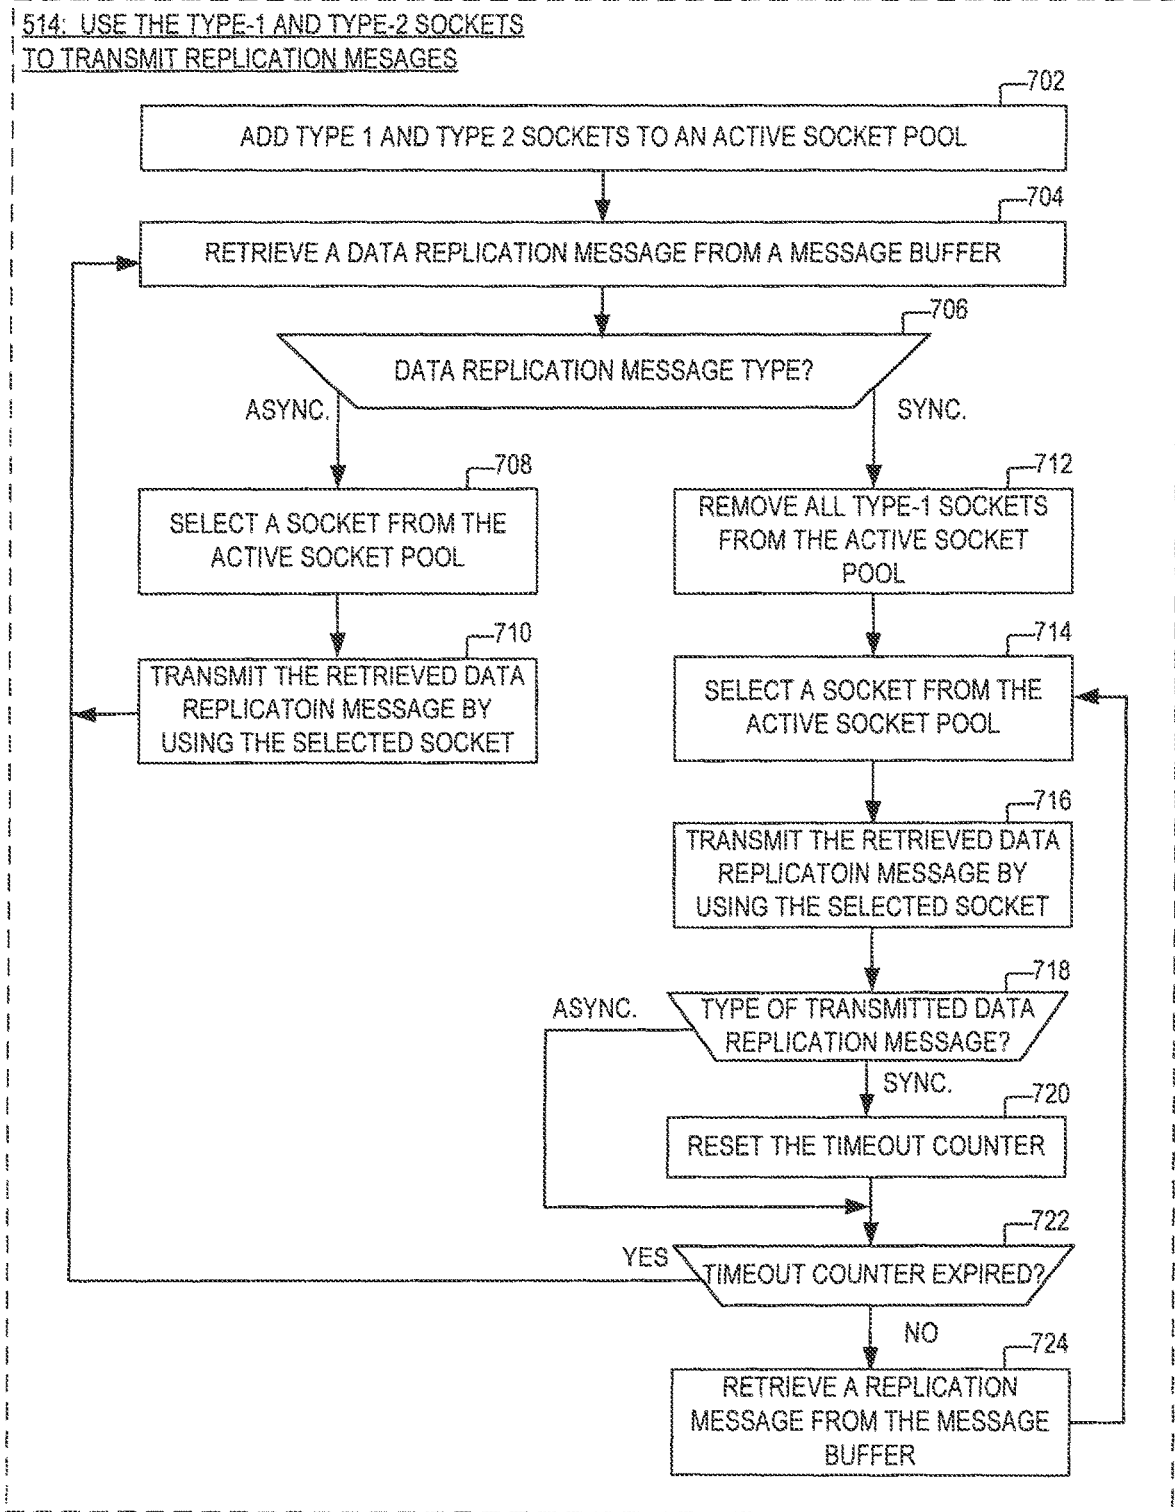 514: USE THE TYPE-1 AND TYPE-2 SOCKETS
TO TRANSMIT REPLICATION MESAGES
702
ADD TYPE 1 AND TYPE 2 SOCKETS TO AN ACTIVE SOCKET POOL
704
RETRIEVE A DATA REPLICATION MESSAGE FROM A MESSAGE BUFFER
706
DATA REPLICATION MESSAGE TYPE?
ASYNC.
SYNC.
708
SELECT A SOCKET FROM THE
ACTIVE SOCKET POOL
712
REMOVE ALL TYPE-1 SOCKETS
FROM THE ACTIVE SOCKET
POOL
710
TRANSMIT THE RETRIEVED DATA
REPLICATOIN MESSAGE BY
USING THE SELECTED SOCKET
714
SELECT A SOCKET FROM THE
ACTIVE SOCKET POOL
716
TRANSMIT THE RETRIEVED DATA
REPLICATOIN MESSAGE BY
USING THE SELECTED SOCKET
718
ASYNC.
TYPE OF TRANSMITTED DATA
REPLICATION MESSAGE?
SYNC.
720
RESET THE TIMEOUT COUNTER
722
YES
TIMEOUT COUNTER EXPIRED?
NO
724
RETRIEVE A REPLICATION
MESSAGE FROM THE MESSAGE
BUFFER